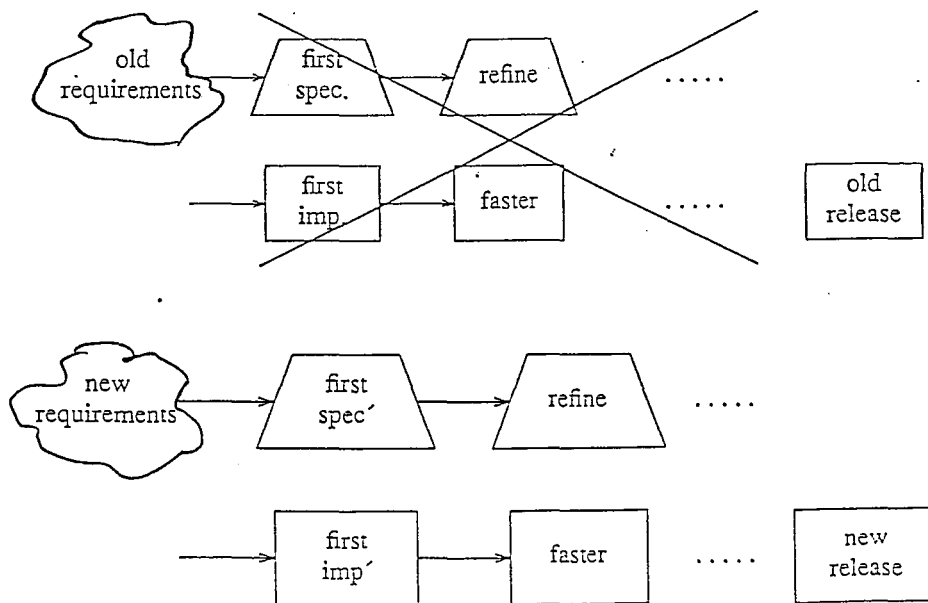 old
requirements
first
spec.
refine
.....
first
imp.
faster
.....
old
release
new
requirements
first
spec´
refine
.....
first
imp´
faster
.....
new
release